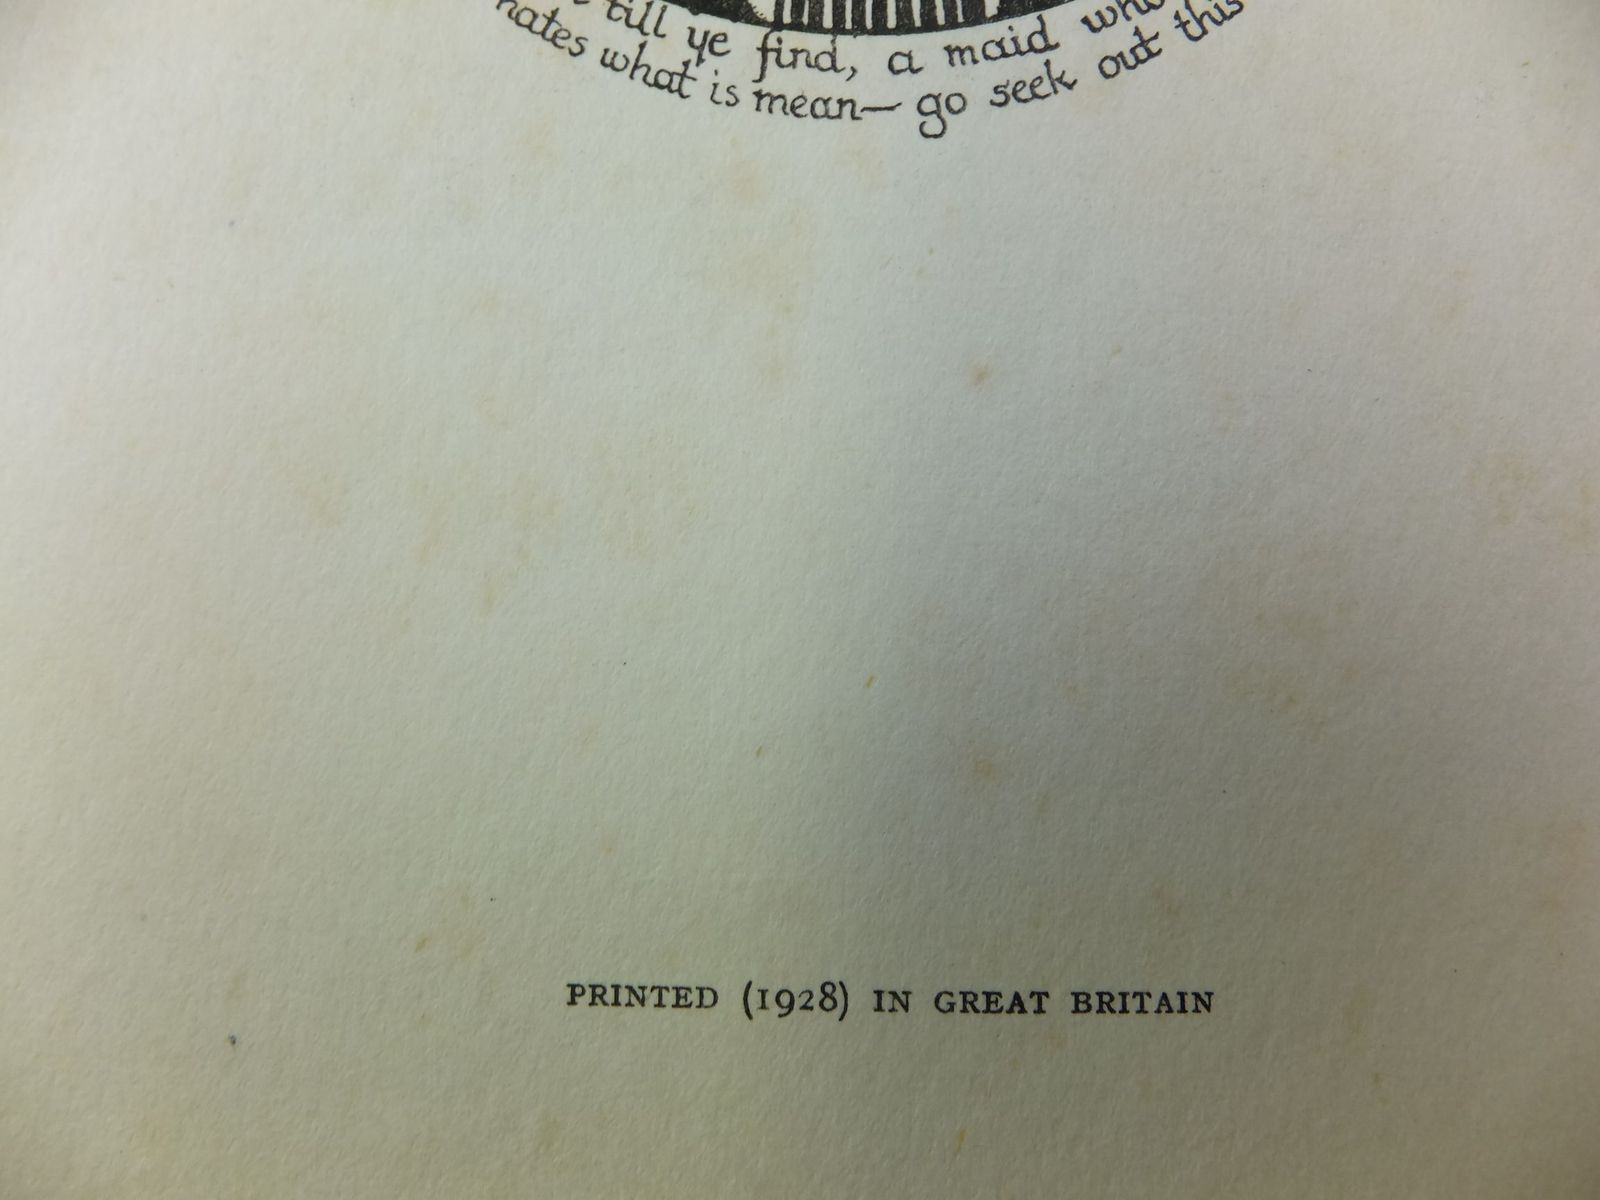 till ye find, a maid who
hates what is mean— go seek out this
PRINTED (1928) IN GREAT BRITAIN